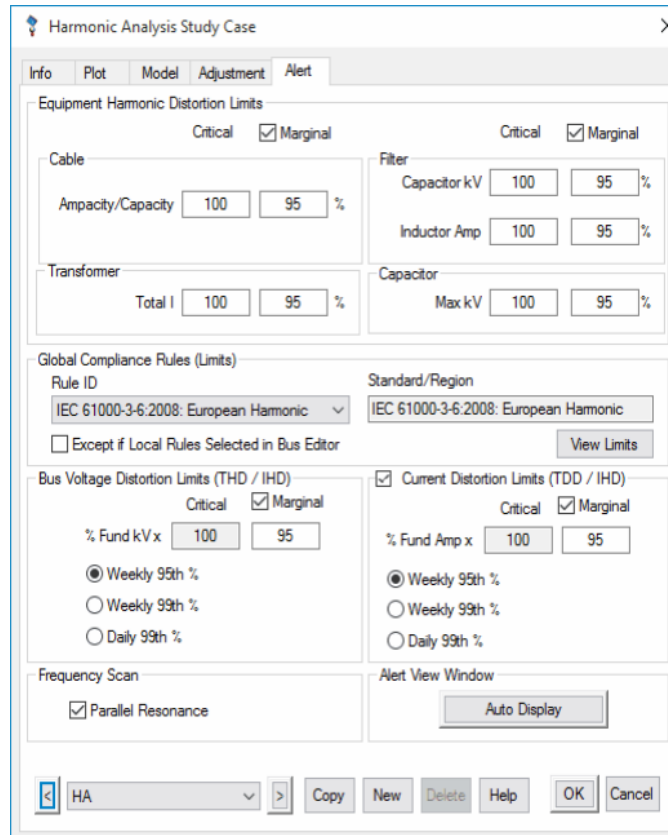 Harmonic Analysis Study Case
Info Plot Model Adjustment Alert
Equipment Harmonic Distortion Limits
Critical Marginal Critical Marginal
Cable Filter
Capacitor kV 100 95 %
Ampacity/Capacity 100 95 %
Inductor Amp 100 95 %
Transformer Capacitor
Total I 100 95 % Max kV 100 95 %
Global Compliance Rules (Limits)
Rule ID Standard/Region
IEC 61000-3-6:2008: European Harmonic IEC 61000-3-6:2008: European Harmonic
Except if Local Rules Selected in Bus Editor View Limits
Bus Voltage Distortion Limits (THD / IHD) Current Distortion Limits (TDD / IHD)
Critical Marginal Critical Marginal
% Fund kV x 100 95 % Fund Amp x 100 95
Weekly 95th % Weekly 95th %
Weekly 99th % Weekly 99th %
Daily 99th % Daily 99th %
Frequency Scan Alert View Window
Parallel Resonance Auto Display
< HA > Copy New Delete Help OK Cancel